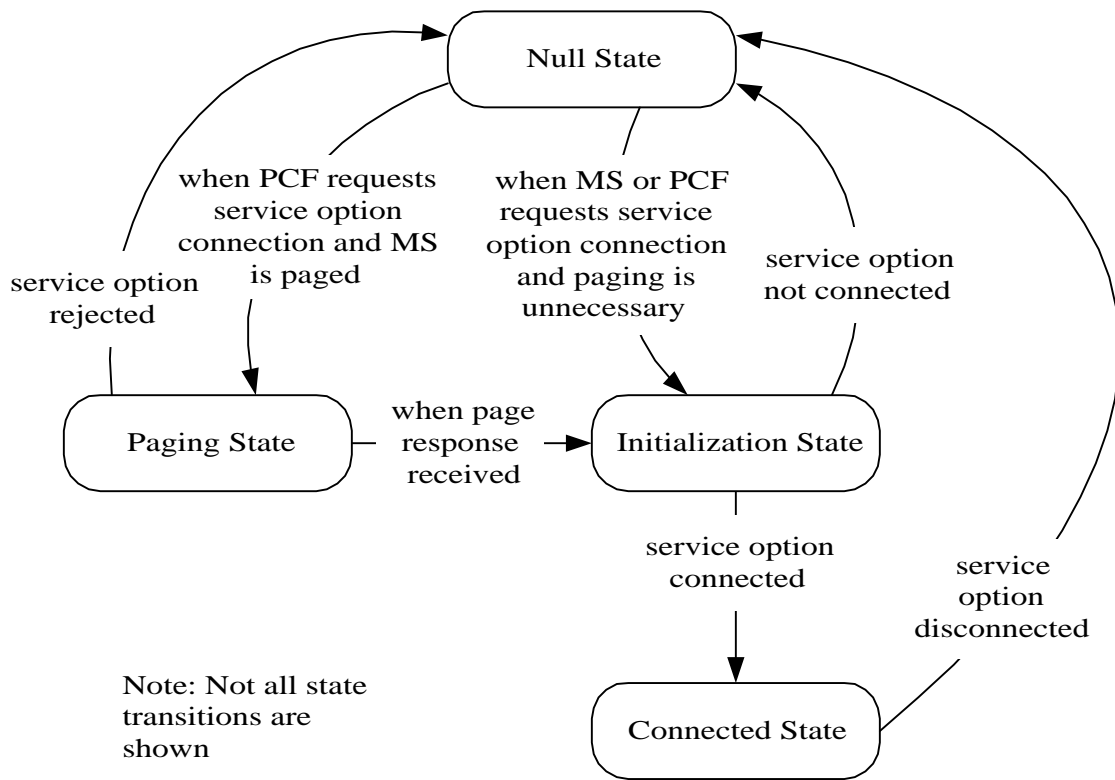 Null State
when PCF requests
service option
connection and MS
is paged
when MS or PCF
requests service
option connection
and paging is
unnecessary
service option
not connected
service option
rejected
Paging State
when page
response
received
Initialization State
service option
connected
service
option
disconnected
Note: Not all state
transitions are
shown
Connected State